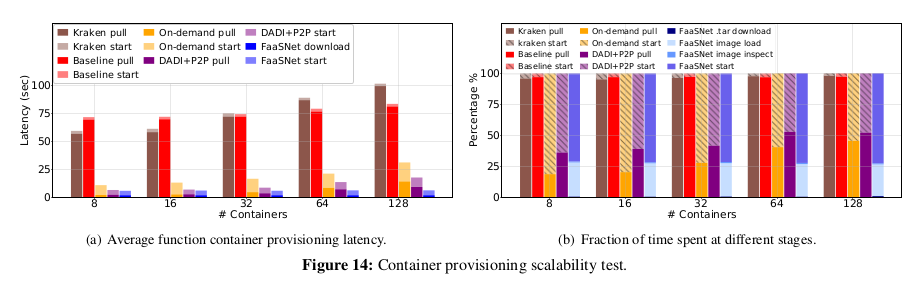 Kraken pull On-demand pull DADI+P2P start
Kraken start On-demand start FaaSNet download
Baseline pull DADI+P2P pull FaaSNet start
Baseline start
Latency (sec)
100
75
50
25
0
8 16 32 64 128
# Containers
(a) Average function container provisioning latency.
Kraken pull On-demand pull FaaSNet .tar download
kraken start On-demand start FaaSNet image load
Baseline pull DADI+P2P pull FaaSNet image inspect
Baseline start DADI+P2P start FaaSNet start
Percentage %
100
75
50
25
0
8 16 32 64 128
# Containers
(b) Fraction of time spent at different stages.
Figure 14: Container provisioning scalability test.